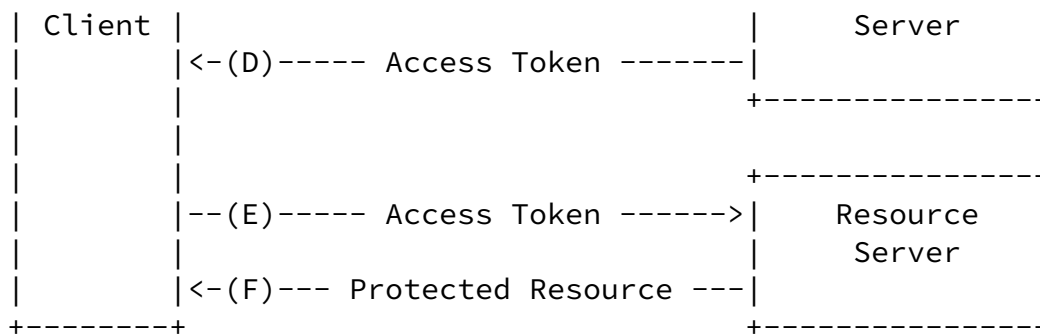 | Client |                               |     Server
|        |<-(D)----- Access Token -------|
|        |                               +----------------
|        |
|        |                               +----------------
|        |--(E)----- Access Token ------>|    Resource
|        |                               |     Server
|        |<-(F)--- Protected Resource ---|
+--------+                               +----------------